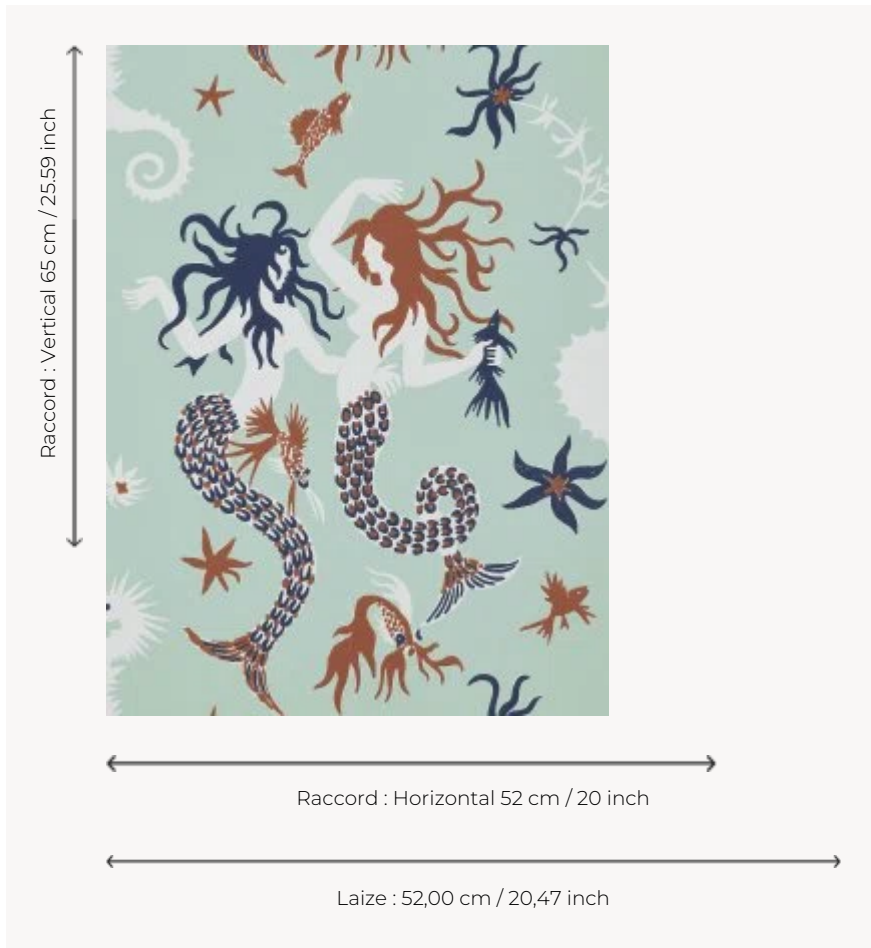 Raccord : Vertical 65 cm / 25.59 inch
Raccord : Horizontal 52 cm / 20 inch
Laize : 52,00 cm / 20,47 inch